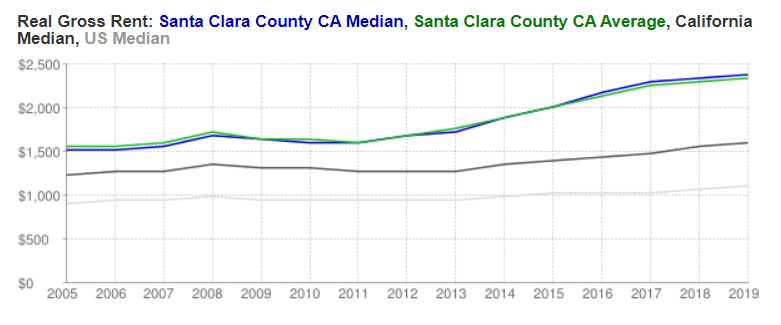 Real Gross Rent: Santa Clara County CA Median, Santa Clara County CA Average, California
Median, US Median
$2,500
$2,000
$1,500
$1,000
$500
$0
2005 2006 2007 2008 2009 2010 2011 2012 2013 2014 2015 2016 2017 2018 2019